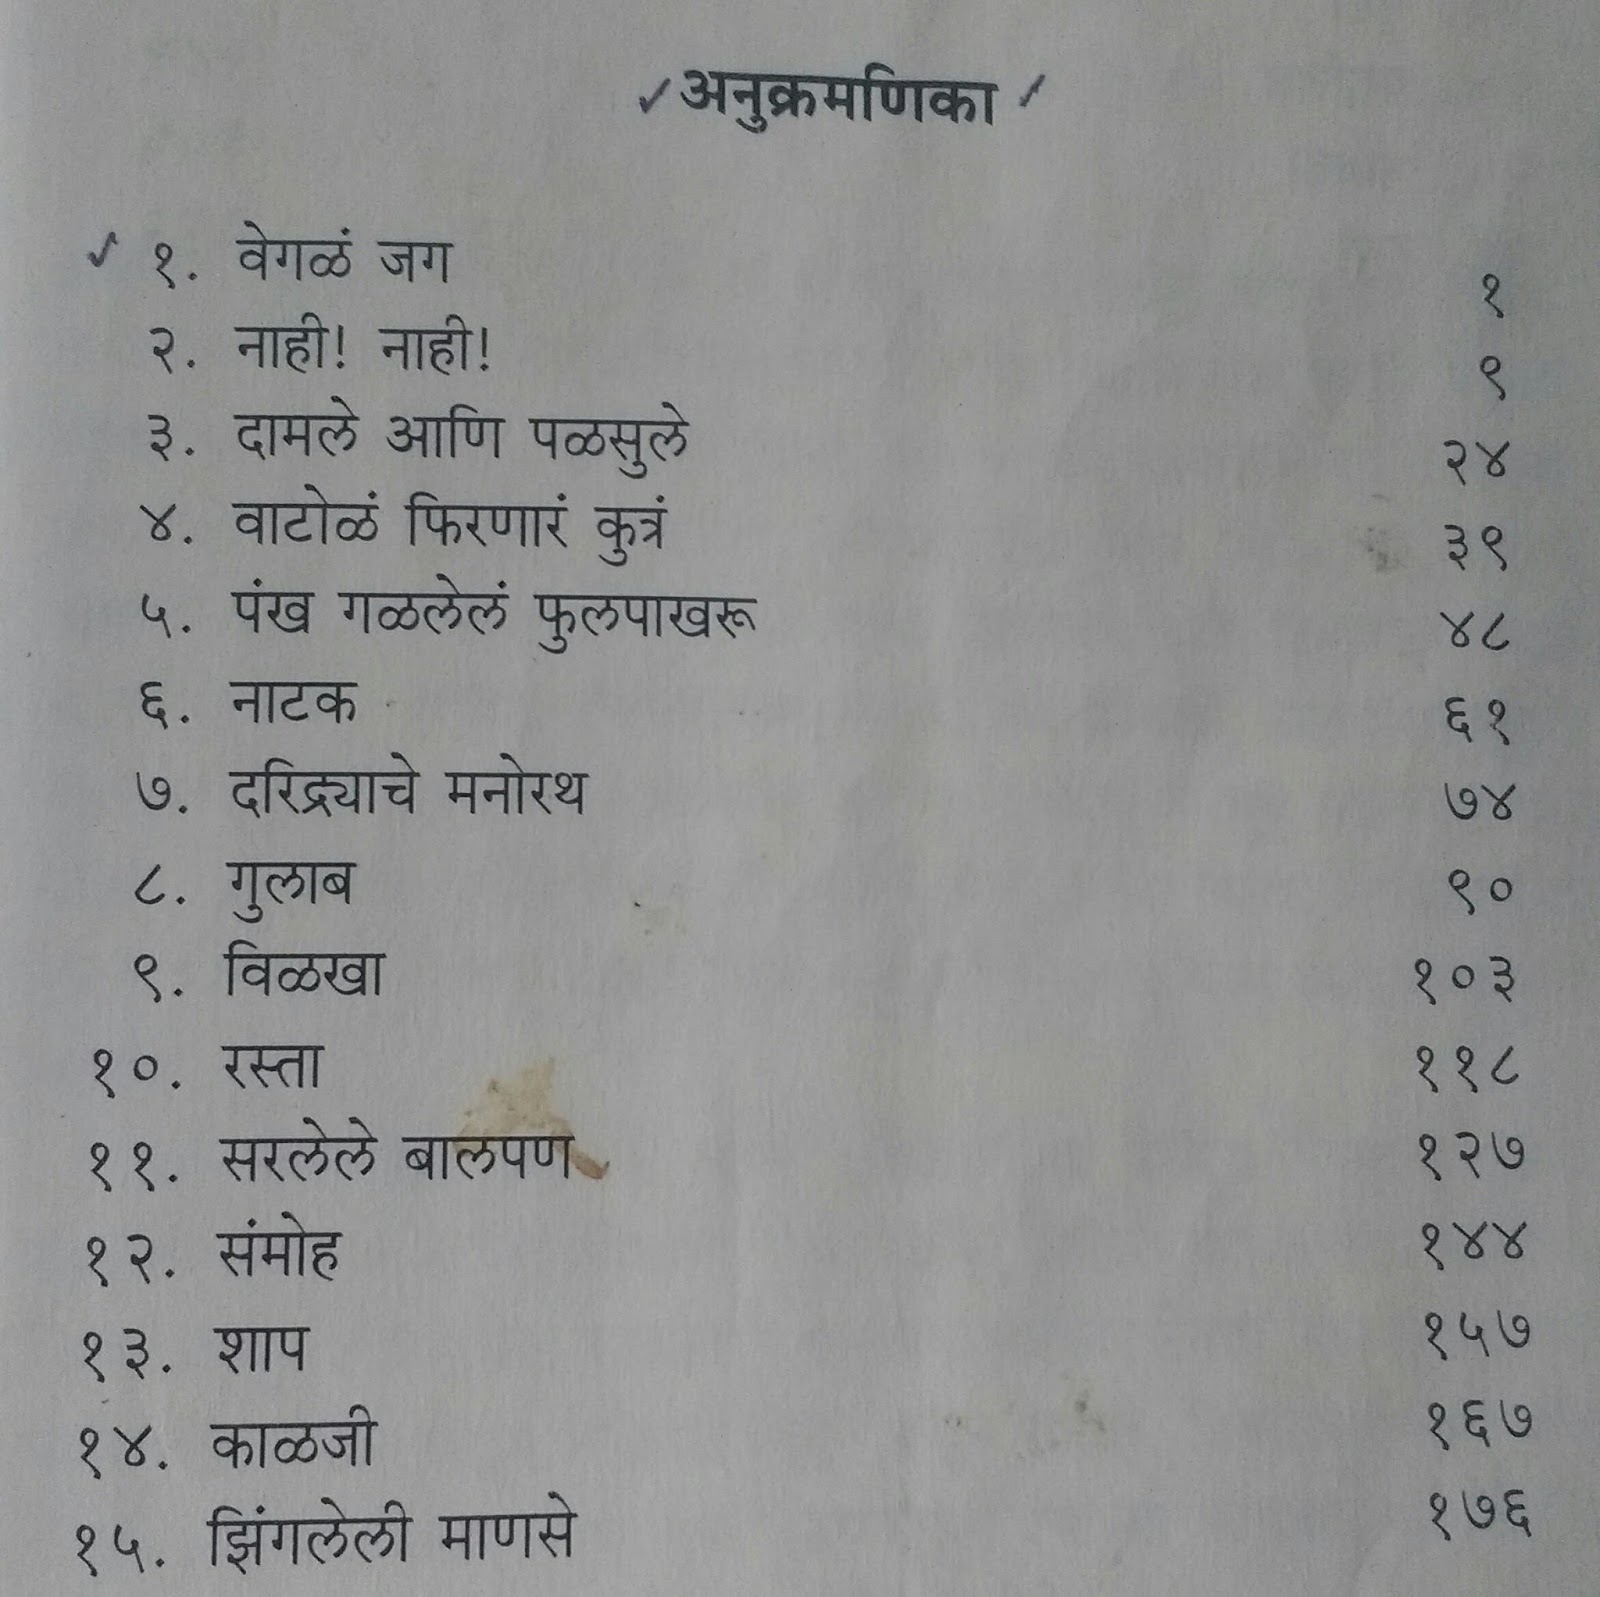 अनुक्रमणिका
१. वेगळं जग १
२. नाही! नाही! ९
३. दामले आणि पळसुले २४
४. वाटोळं फिरणारं कुत्रं ३९
५. पंख गळलेलं फुलपाखरू ४८
६. नाटक ६१
७. दरिद्र्याचे मनोरथ ७४
८. गुलाब ९०
९. विळखा १०३
१०. रस्ता ११८
११. सरलेले बालपण १२७
१२. संमोह १४४
१३. शाप १५७
१४. काळजी १६७
१५. झिंगलेली माणसे १७६